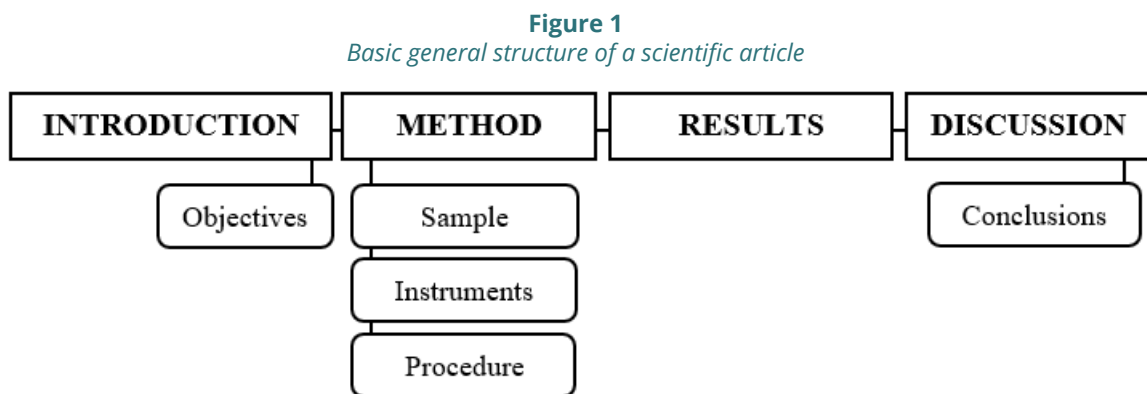 Figure 1
Basic general structure of a scientific article
INTRODUCTION
METHOD
RESULTS
DISCUSSION
Objectives
Sample
Conclusions
Instruments
Procedure